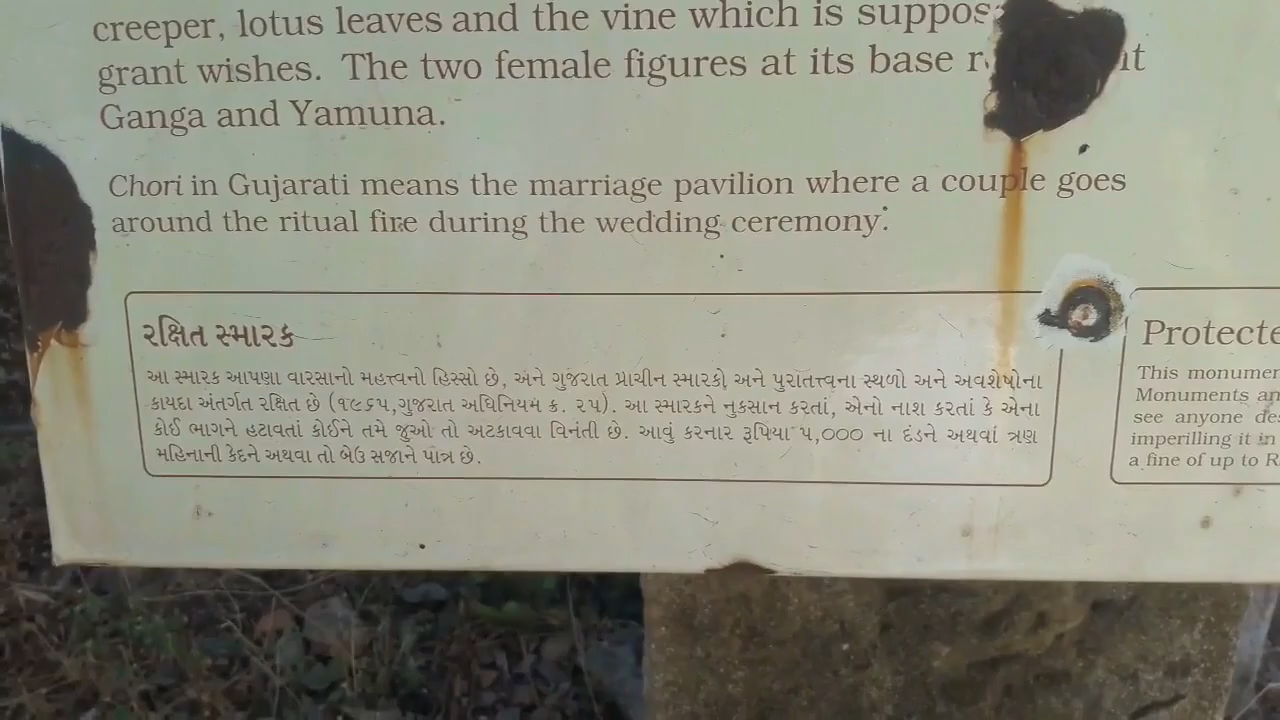 creeper, lotus leaves and the vine which is
grant wishes. The two female figures at its base
Ganga and Yamuna.
Chori in Gujarati means the marriage pavilion where a couple goes
around the ritual fire during the wedding ceremony.
રક્ષિત સ્મારક
આ સ્મારક આપણા વારસાનો મહત્ત્વનો હિસ્સો છે, અને ગુજરાત પ્રાચીન સ્મારકો અને પુરાતત્ત્વના સ્થળો અને અવશેષોના
કાયદા અંતર્ગત રક્ષિત છે (૧૯૬૫,ગુજરાત અધિનિયમ ક્ર. ૨૫). આ સ્મારકને નુકસાન કરતાં, એનો નાશ કરતાં કે એના
કોઈ ભાગને હટાવતાં કોઈને તમે જુઓ તો અટકાવવા વિનંતી છે. આવું કરનાર રૂપિયા ૫,૦૦૦ ના દંડને અથવાં ત્રણ
મહિનાની કેદને અથવા તો બેઉ સજાને પાત્ર છે.
Protecte
This monumen
Monuments an
see anyone de
imperilling it in
a fine of up to R